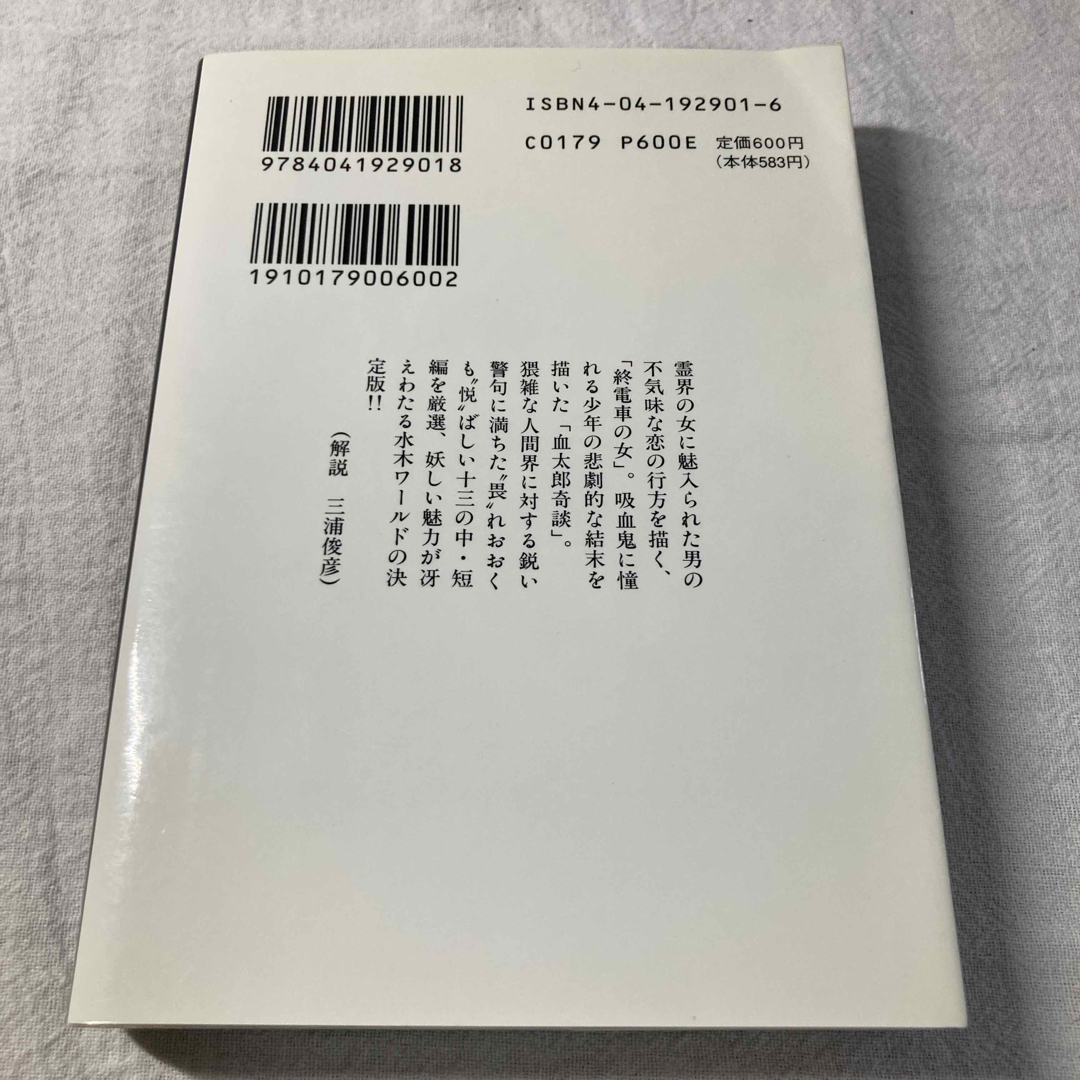 ISBN4-04-192901-6
C0179 P600E 定価600円
（本体583円）
9784041929018
1910179006002
霊界の女に魅入られた男の
不気味な恋の行方を描く、
「終電車の女」。吸血鬼に憧
れる少年の悲劇的な結末を
描いた「血太郎奇談」。
猥雑な人間界に対する鋭い
警句に満ちた〝畏〟れおおく
も〝悦〟ばしい十三の中・短
編を厳選、妖しい魅力が冴
えわたる水木ワールドの決
定版!!
（解説　三浦俊彦）